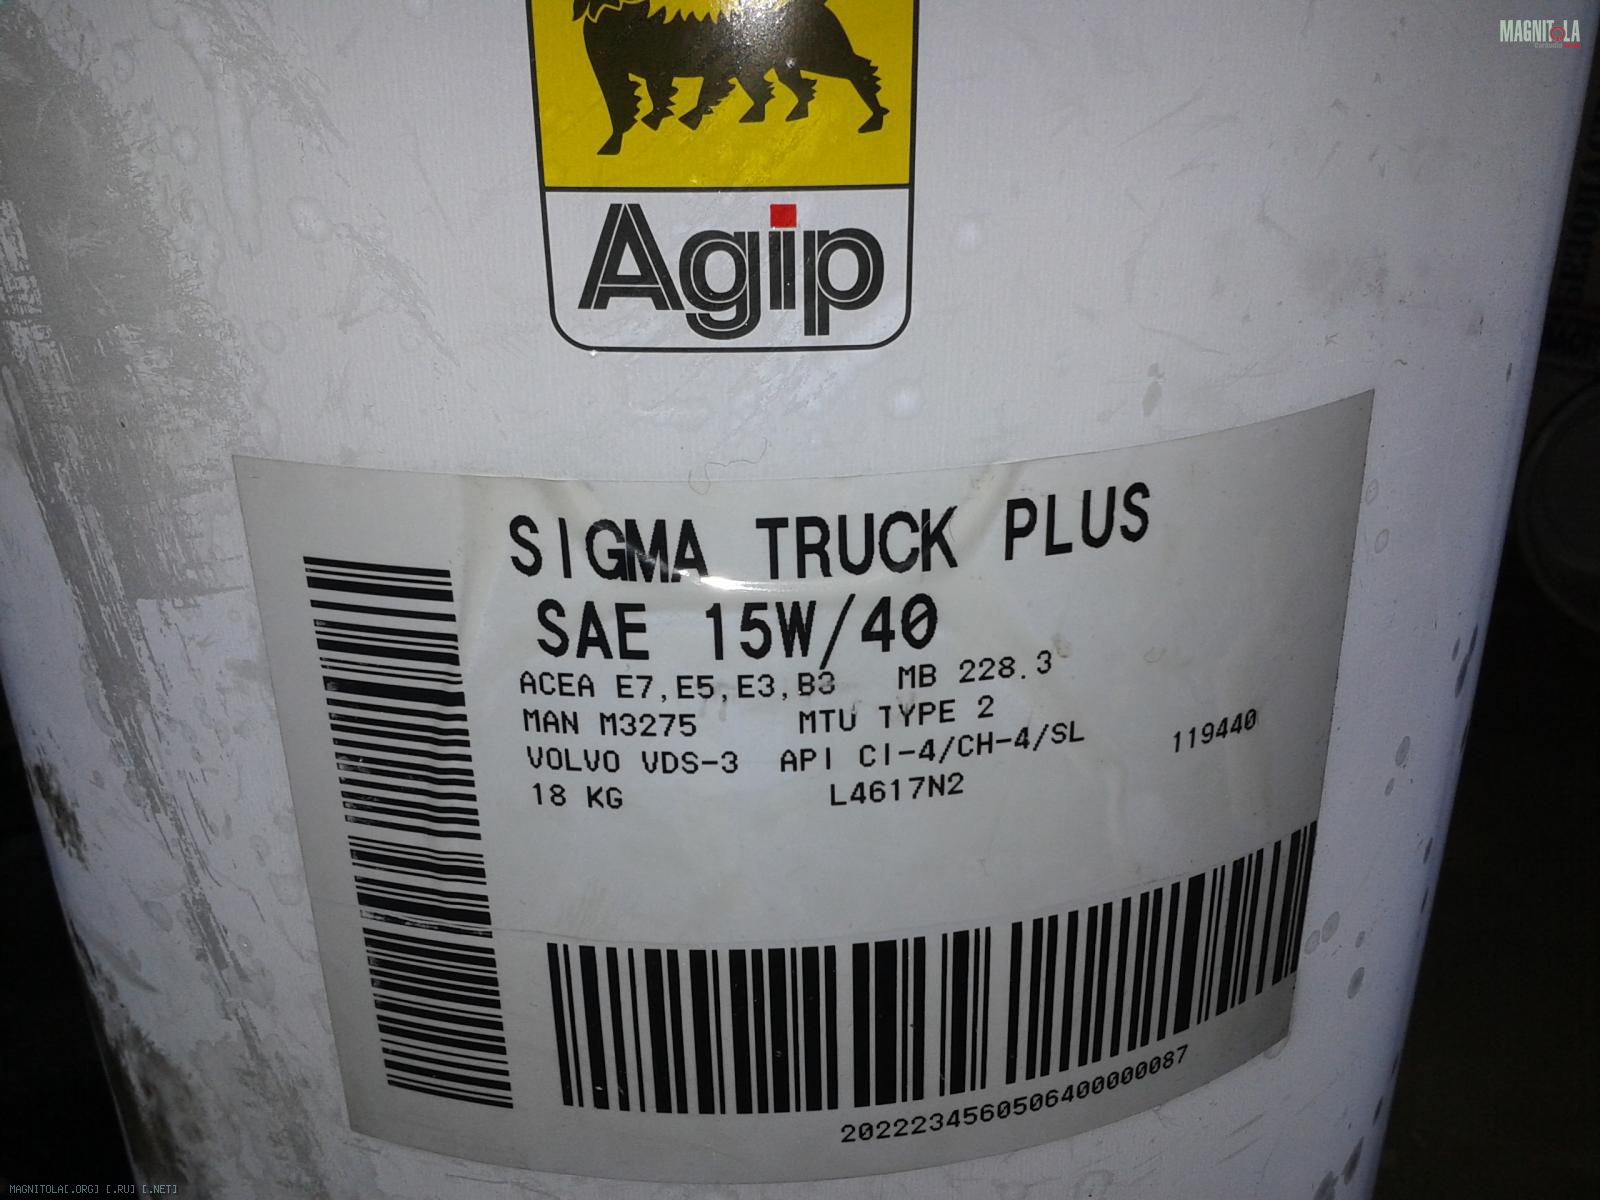 MAGNITOLA
Agip
SIGMA TRUCK PLUS
SAE 15W/40
ACEA E7,E5,E3,B3 MB 228.3
MAN M3275 MTU TYPE 2
VOLVO VDS-3 API CI-4/CH-4/SL 119440
18 KG L4617N2
20222345605064000000087
MAGNITOLA[.ORG] [.RU] [.NET]